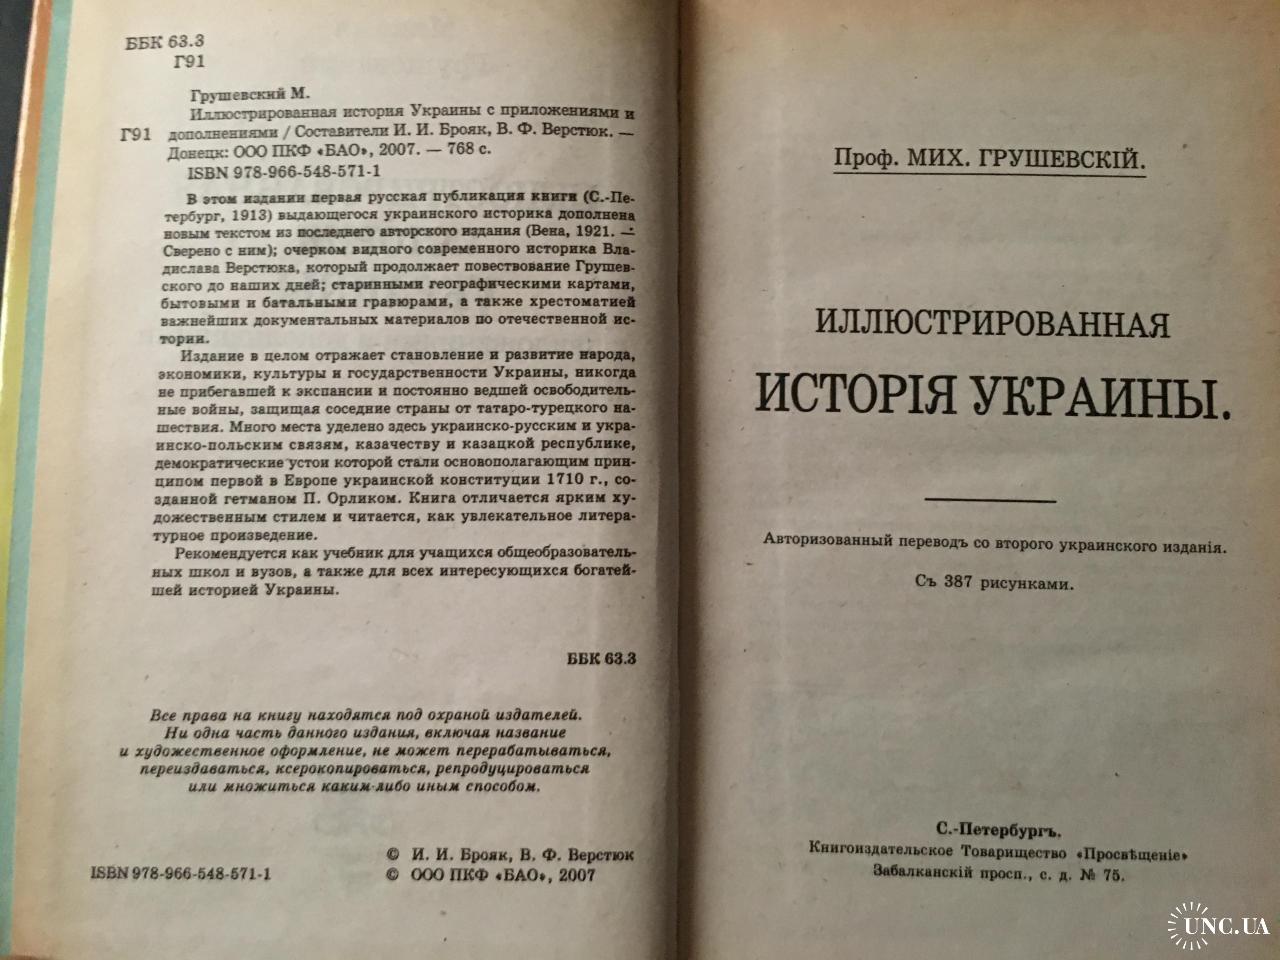 ББК 63.3
Г91
Грушевский М.
Иллюстрированная история Украины с приложениями и
Г91 дополнениями / Составители И. И. Брояк, В. Ф. Верстюк. —
Донецк: ООО ПКФ «БАО», 2007. — 768 с.
ISBN 978-966-548-571-1
В этом издании первая русская публикация книги (С.-Пе-
тербург, 1913) выдающегося украинского историка дополнена
новым текстом из последнего авторского издания (Вена, 1921. —
Сверено с ним); очерком видного современного историка Вла-
дислава Верстюка, который продолжает повествование Грушев-
ского до наших дней; старинными географическими картами,
бытовыми и батальными гравюрами, а также хрестоматией
важнейших документальных материалов по отечественной ис-
тории.
Издание в целом отражает становление и развитие народа,
экономики, культуры и государственности Украины, никогда
не прибегавшей к экспансии и постоянно ведшей освободитель-
ные войны, защищая соседние страны от татаро-турецкого на-
шествия. Много места уделено здесь украинско-русским и укра-
инско-польским связям, казачеству и казацкой республике,
демократические устои которой стали основополагающим прин-
ципом первой в Европе украинской конституции 1710 г., со-
зданной гетманом П. Орликом. Книга отличается ярким ху-
дожественным стилем и читается, как увлекательное литера-
турное произведение.
Рекомендуется как учебник для учащихся общеобразователь-
ных школ и вузов, а также для всех интересующихся богатей-
шей историей Украины.
ББК 63.3
Все права на книгу находятся под охраной издателей.
Ни одна часть данного издания, включая название
и художественное оформление, не может перерабатываться,
переиздаваться, ксерокопироваться, репродуцироваться
или множиться каким-либо иным способом.
© И. И. Брояк, В. Ф. Верстюк
ISBN 978-966-548-571-1 © ООО ПКФ «БАО», 2007
Проф. МИХ. ГРУШЕВСКІЙ.
ИЛЛЮСТРИРОВАННАЯ
ИСТОРІЯ УКРАИНЫ.
Авторизованный переводъ со второго украинского изданія.
Съ 387 рисунками.
С.-Петербургъ.
Книгоиздательское Товарищество «Просвѣщеніе»
Забалканскій просп., с. д. № 75.
UNC.UA